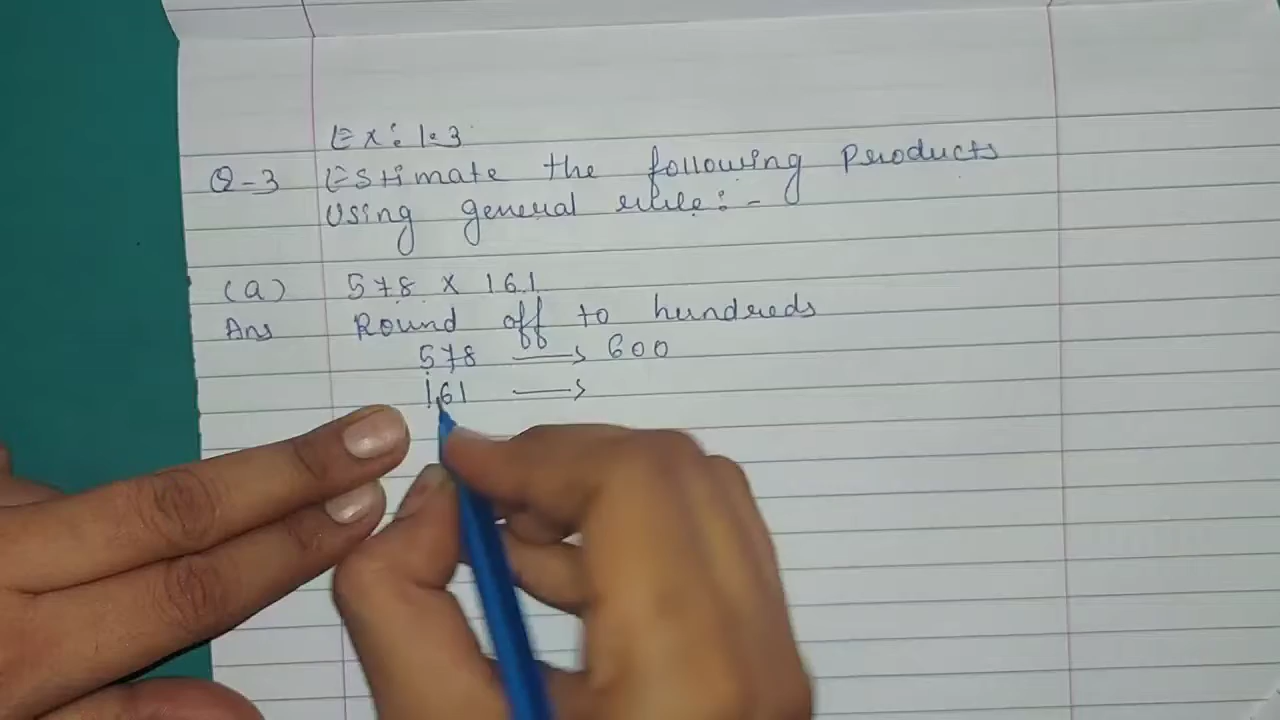 Ex: 1.3
Q-3 Estimate the following products
Using general rule:-
(a) 578 x 161
Ans Round off to hundreds
578 → 600
161 →